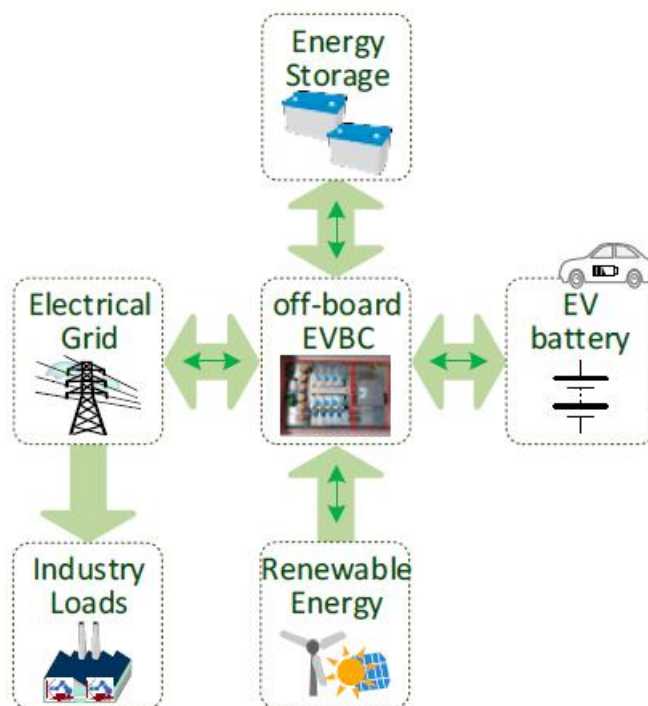 Energy
Storage
Electrical
Grid
off-board
EVBC
EV
battery
Industry
Loads
Renewable
Energy